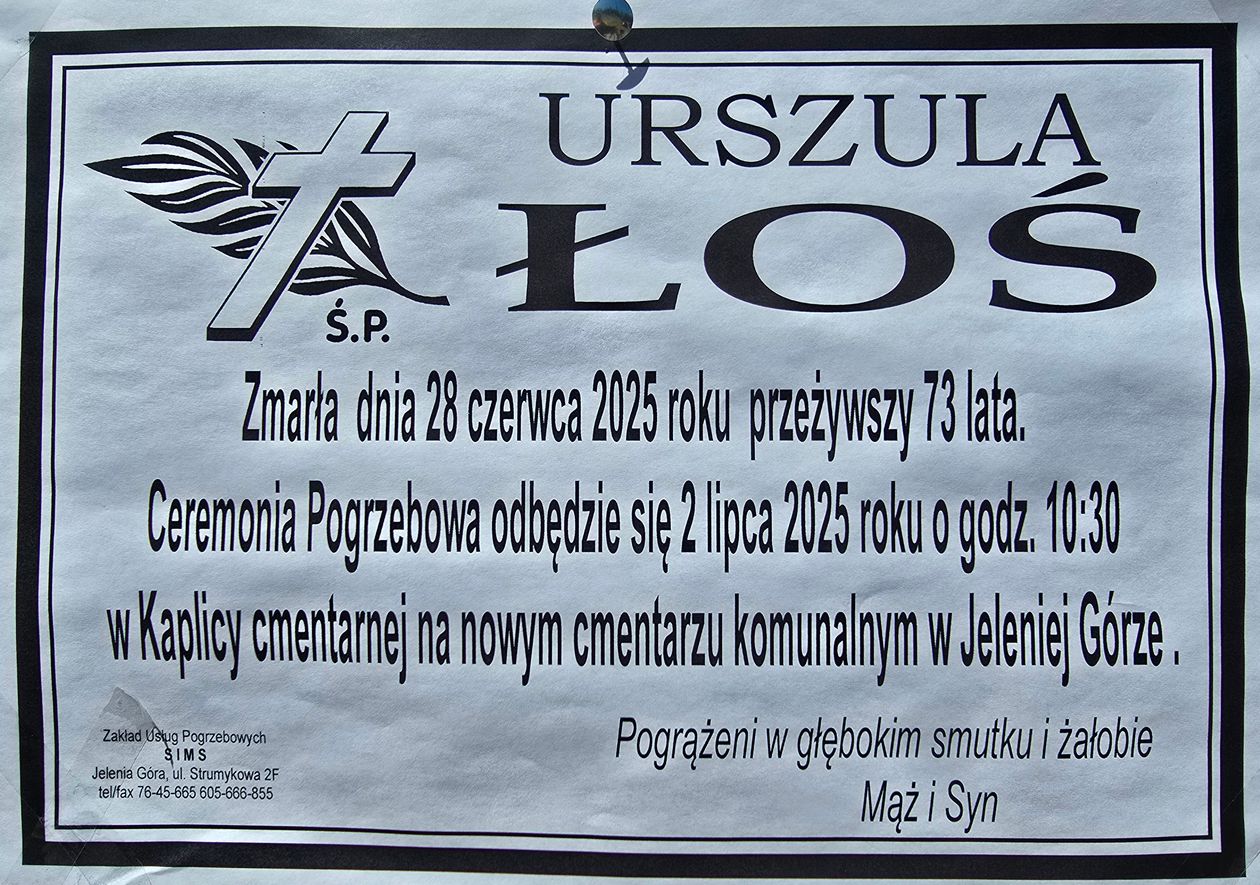 URSZULA
ŁOŚ
Ś.P.
Zmarła dnia 28 czerwca 2025 roku przeżywszy 73 lata.
Ceremonia Pogrzebowa odbędzie się 2 lipca 2025 roku o godz. 10:30
w Kaplicy cmentarnej na nowym cmentarzu komunalnym w Jeleniej Górze .
Pogrążeni w głębokim smutku i żałobie
Mąż i Syn
Zakład Usług Pogrzebowych
SIMS
Jelenia Góra, ul. Strumykowa 2F
tel/fax 76-45-665 605-666-855